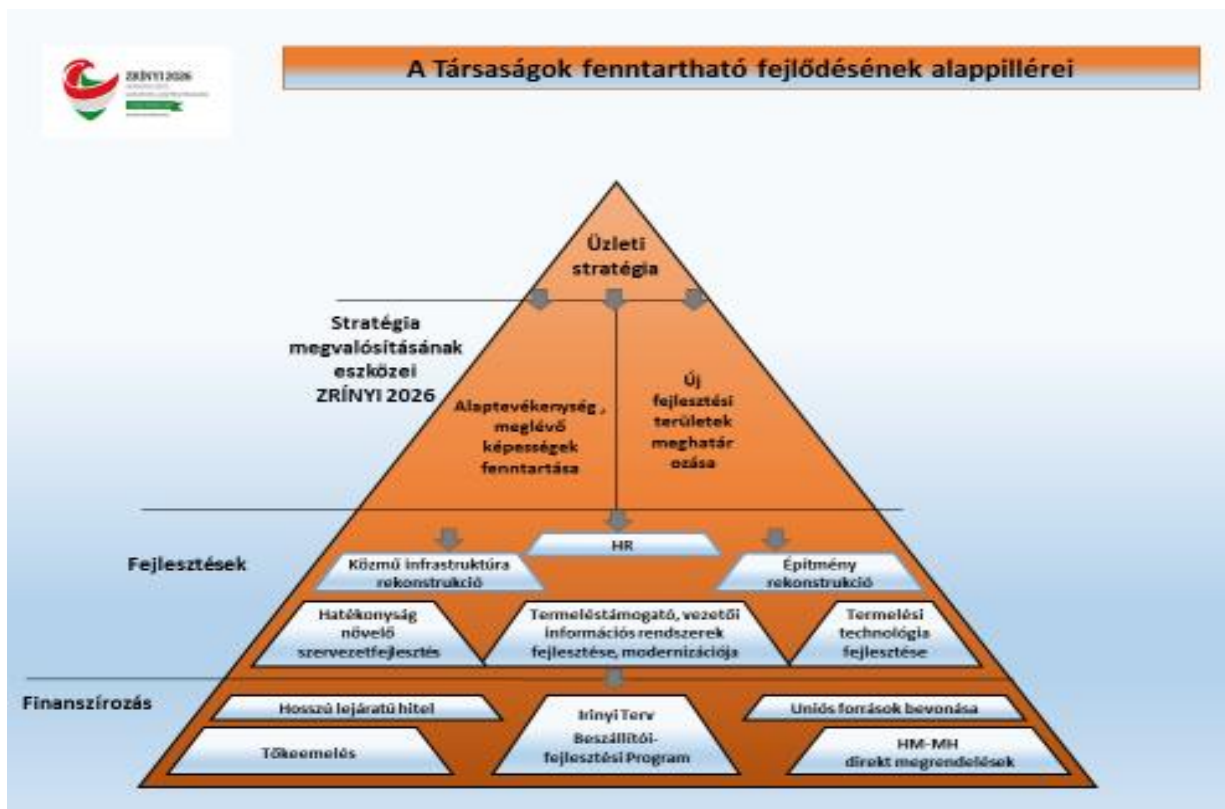 ZRÍNYI 2026
A Társaságok fenntartható fejlődésének alappillérei
Üzleti
stratégia
Stratégia
megvalósításának
eszközei
ZRÍNYI 2026
Alaptevékenység ,
meglévő
képességek
fenntartása
Új
fejlesztési
területek
meghatár
ozása
Fejlesztések
HR
Közmű infrastruktúra
rekonstrukció
Építmény
rekonstrukció
Hatékonyság
növelő
szervezetfejlesztés
Termeléstámogató, vezetői
információs rendszerek
fejlesztése, modernizációja
Termelési
technológia
fejlesztése
Finanszírozás
Hosszú lejáratú hitel
Irinyi Terv
Beszállítói-
fejlesztési Program
Uniós források bevonása
Tőkeemelés
HM-MH
direkt megrendelések